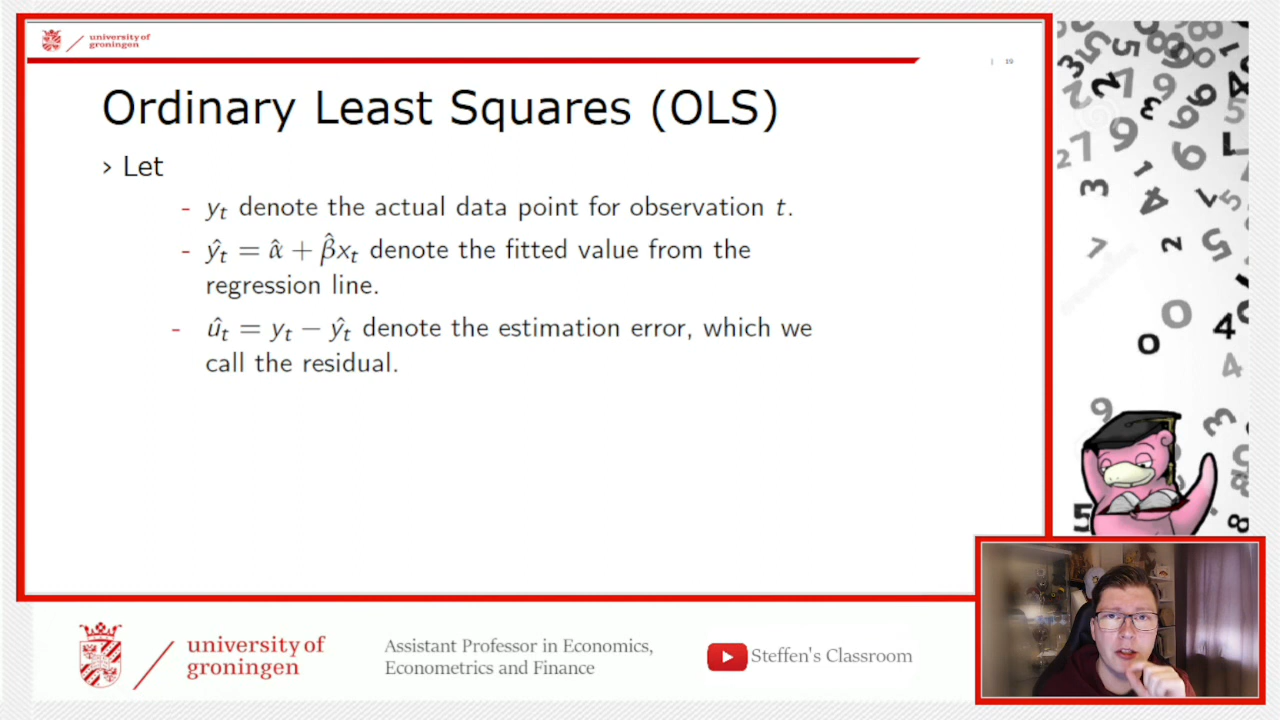 university of
groningen
| 19
Ordinary Least Squares (OLS)
› Let
- yₜ denote the actual data point for observation t.
- ŷₜ = α̂ + β̂xₜ denote the fitted value from the
regression line.
- ûₜ = yₜ − ŷₜ denote the estimation error, which we
call the residual.
university of
groningen
Assistant Professor in Economics,
Econometrics and Finance
Steffen's Classroom